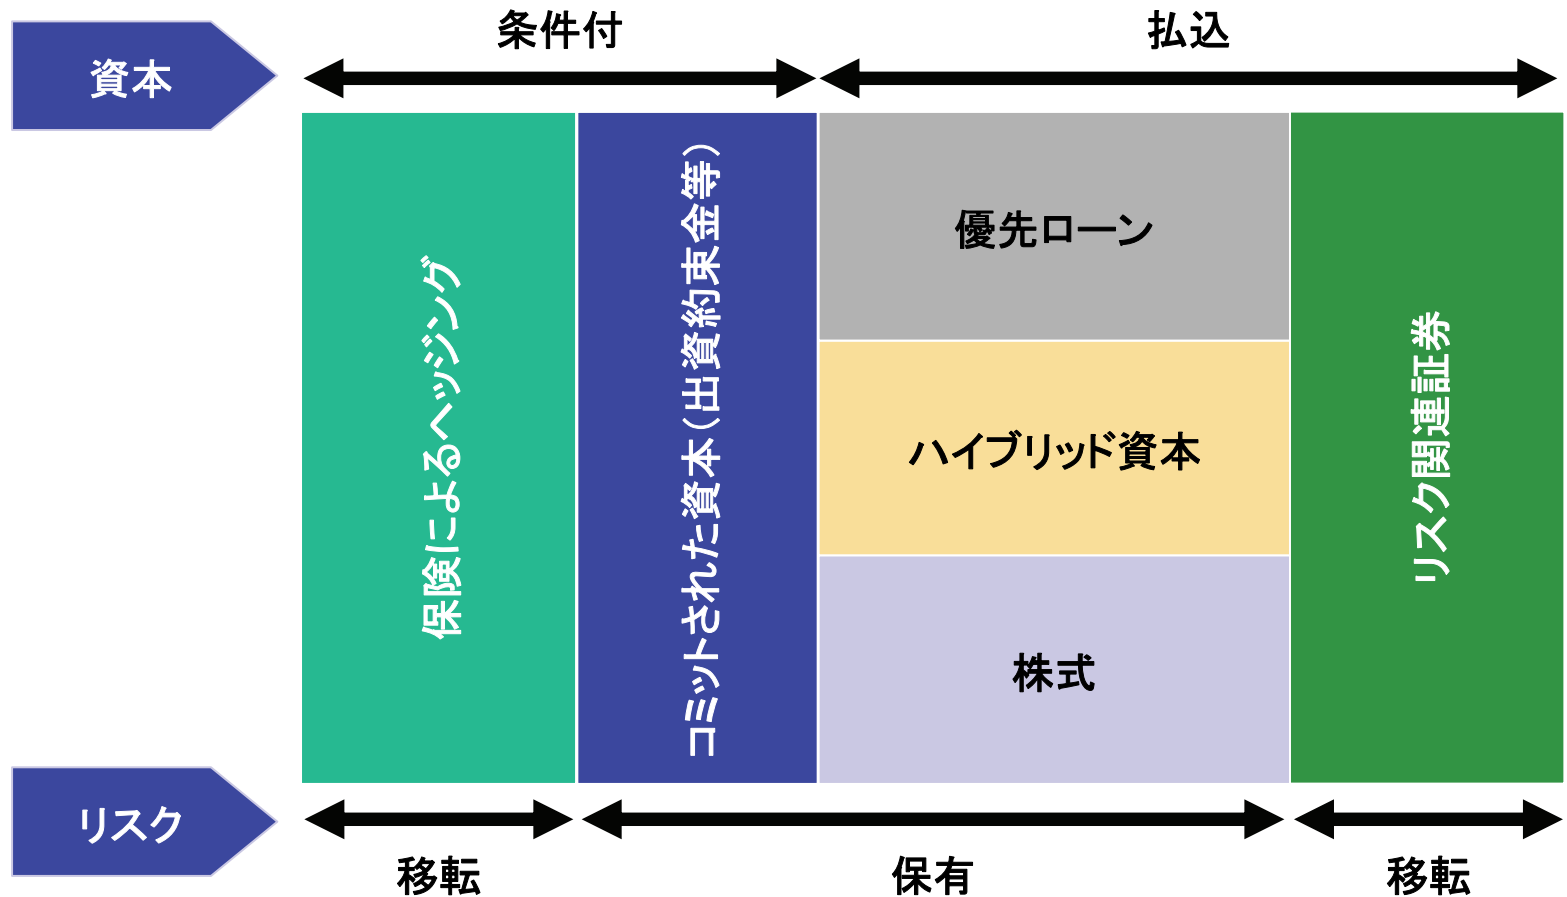 条件付
払込
資本
保険によるヘッジング
コミットされた資本（出資約束金等）
優先ローン
ハイブリッド資本
株式
リスク関連証券
リスク
移転
保有
移転